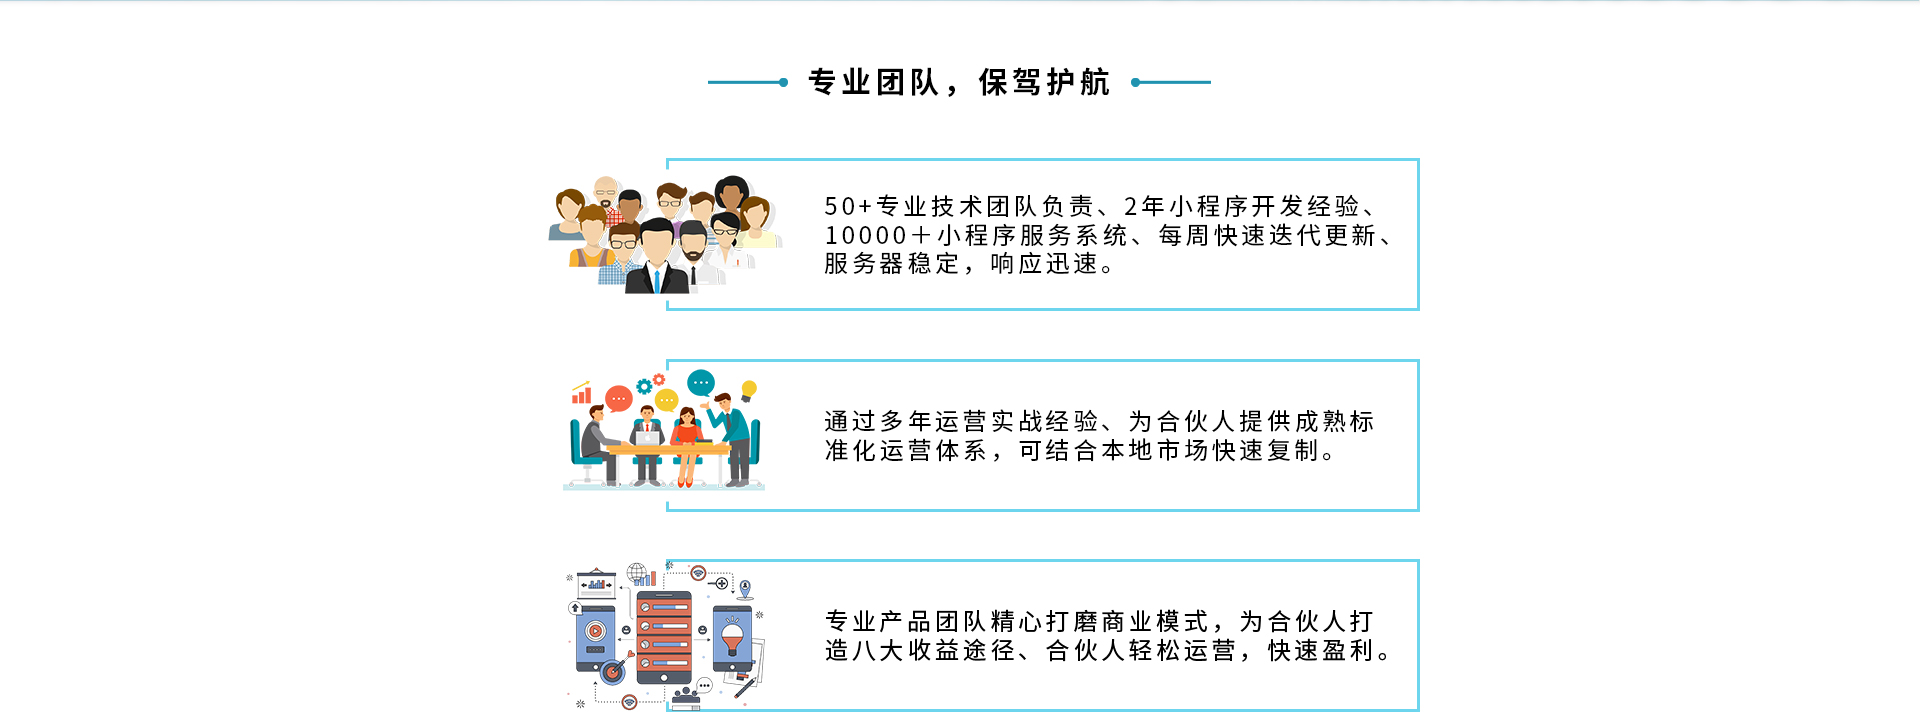 专业团队，保驾护航
50+专业技术团队负责、2年小程序开发经验、
10000＋小程序服务系统、每周快速迭代更新、
服务器稳定，响应迅速。
通过多年运营实战经验、为合伙人提供成熟标
准化运营体系，可结合本地市场快速复制。
专业产品团队精心打磨商业模式，为合伙人打
造八大收益途径、合伙人轻松运营，快速盈利。